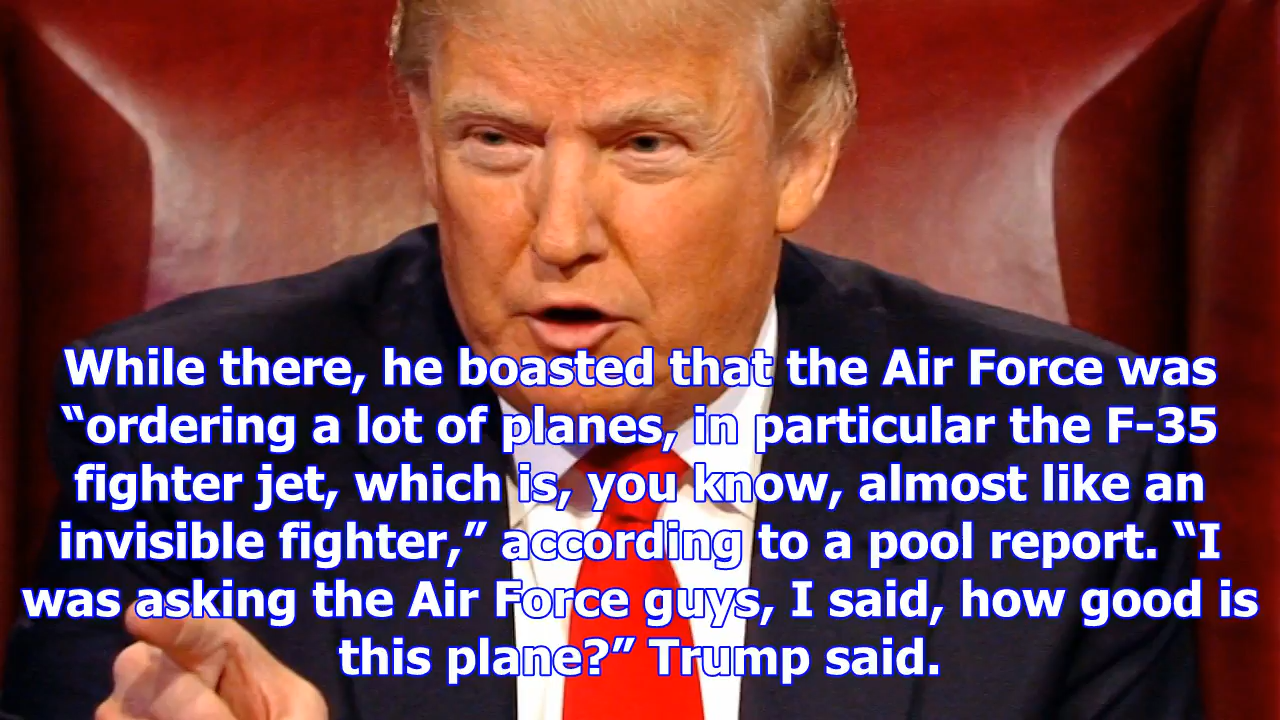 While there, he boasted that the Air Force was
“ordering a lot of planes, in particular the F-35
fighter jet, which is, you know, almost like an
invisible fighter,” according to a pool report. “I
was asking the Air Force guys, I said, how good is
this plane?” Trump said.